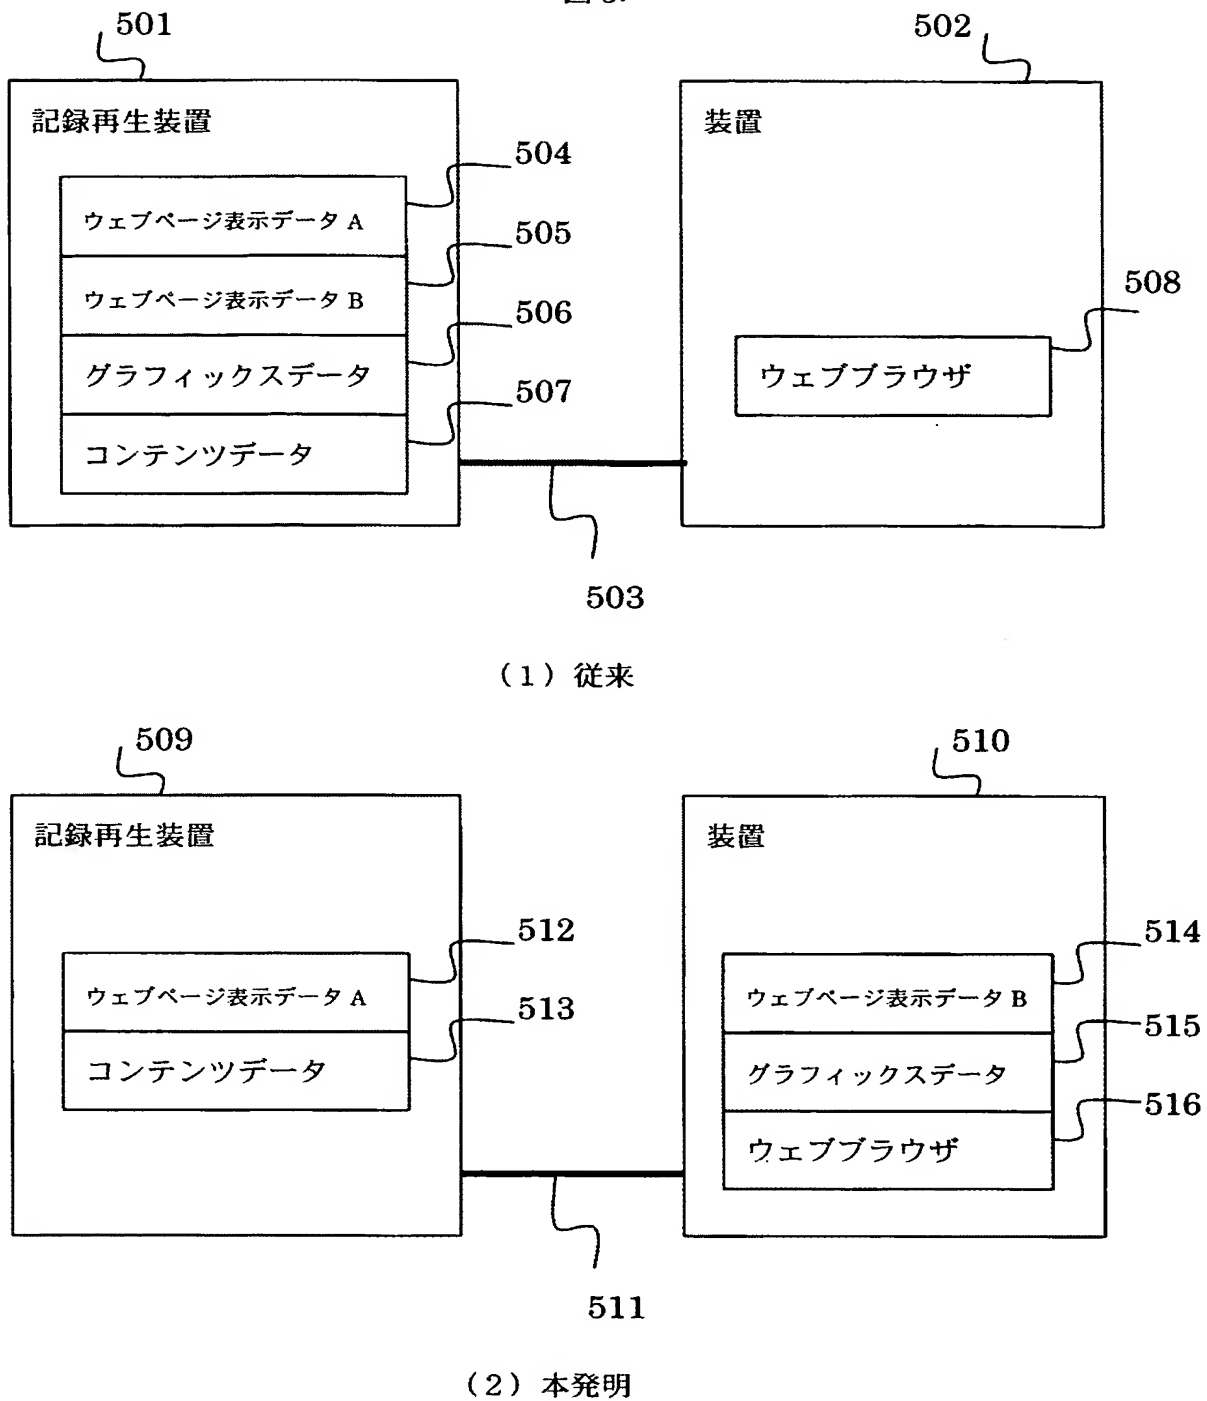 501
502
記録再生装置
装置
504
ウェブページ表示データ A
505
ウェブページ表示データ B
508
506
グラフィックスデータ
ウェブブラウザ
507
コンテンツデータ
503
（１）従来
509
510
記録再生装置
装置
512
514
ウェブページ表示データ A
ウェブページ表示データ B
513
515
コンテンツデータ
グラフィックスデータ
516
ウェブブラウザ
511
（２）本発明